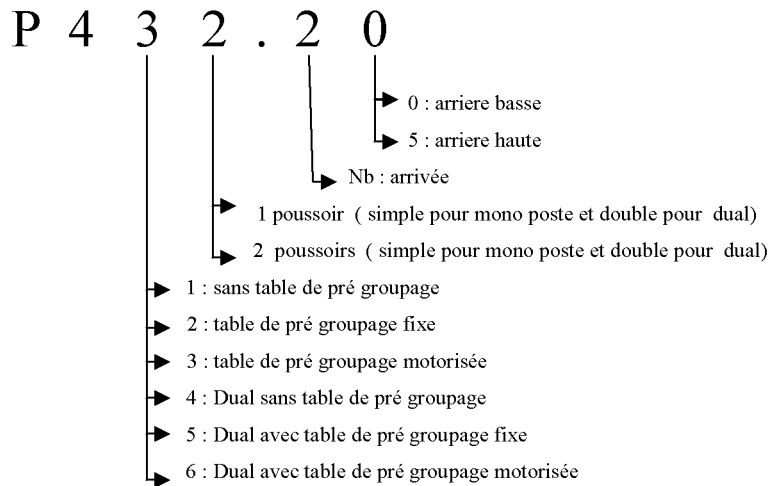 P 4 3 2 . 2 0
0 : arriere basse
5 : arriere haute
Nb : arrivée
1 poussoir ( simple pour mono poste et double pour dual)
2 poussoirs ( simple pour mono poste et double pour dual)
1 : sans table de pré groupage
2 : table de pré groupage fixe
3 : table de pré groupage motorisée
4 : Dual sans table de pré groupage
5 : Dual avec table de pré groupage fixe
6 : Dual avec table de pré groupage motorisée